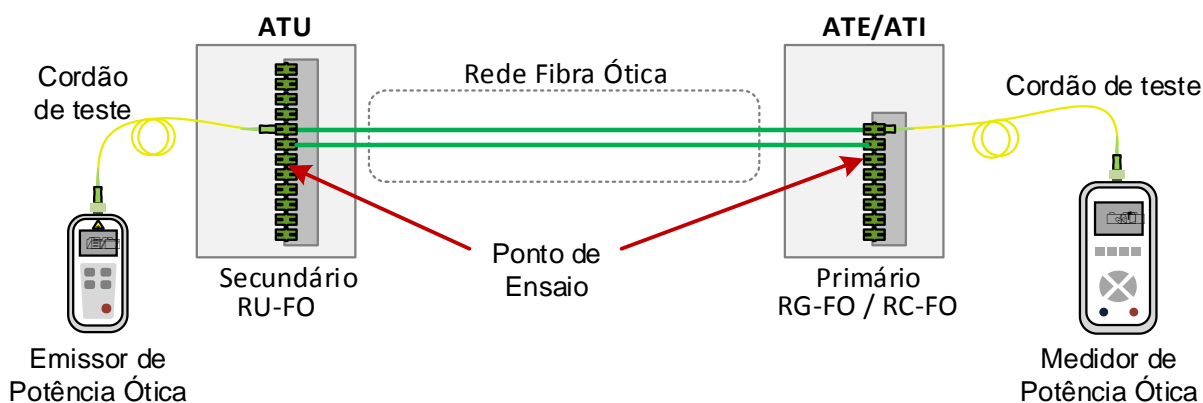 ATU
ATE/ATI
Cordão
de teste
Rede Fibra Ótica
Cordão de teste
Ponto de
Ensaio
Secundário
RU-FO
Primário
RG-FO / RC-FO
Emissor de
Potência Ótica
Medidor de
Potência Ótica